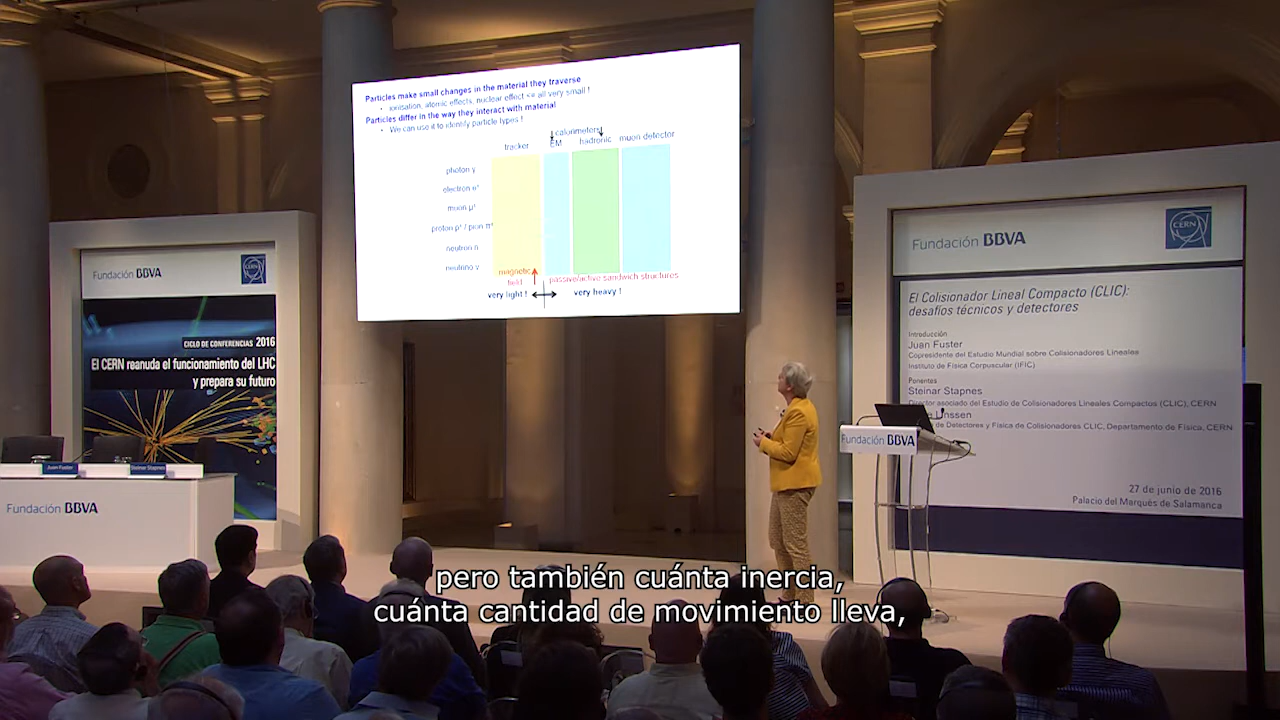 Particles make small changes in the material they traverse
• ionisation, atomic effects, nuclear effect <= all very small !
Particles differ in the way they interact with material
• We can use it to identify particle types !
calorimeters
tracker
EM
hadronic
muon detector
photon γ
electron e±
muon μ±
proton p± / pion π±
neutron n
neutrino ν
magnetic
field
passive/active sandwich structures
very light !
very heavy !
Fundación BBVA
CERN
CICLO DE CONFERENCIAS 2016
El CERN reanuda el funcionamiento del LHC
y prepara su futuro
Juan Fuster
Steinar Stapnes
Fundación BBVA
Fundación BBVA
Fundación BBVA
CERN
El Colisionador Lineal Compacto (CLIC):
desafíos técnicos y detectores
Introducción
Juan Fuster
Copresidente del Estudio Mundial sobre Colisionadores Lineales
Instituto de Física Corpuscular (IFIC)
Ponentes
Steinar Stapnes
Director asociado del Estudio de Colisionadores Lineales Compactos (CLIC), CERN
Linssen
de Detectores y Física de Colisionadores CLIC, Departamento de Física, CERN
27 de junio de 2016
Palacio del Marqués de Salamanca
pero también cuánta inercia,
cuánta cantidad de movimiento lleva,